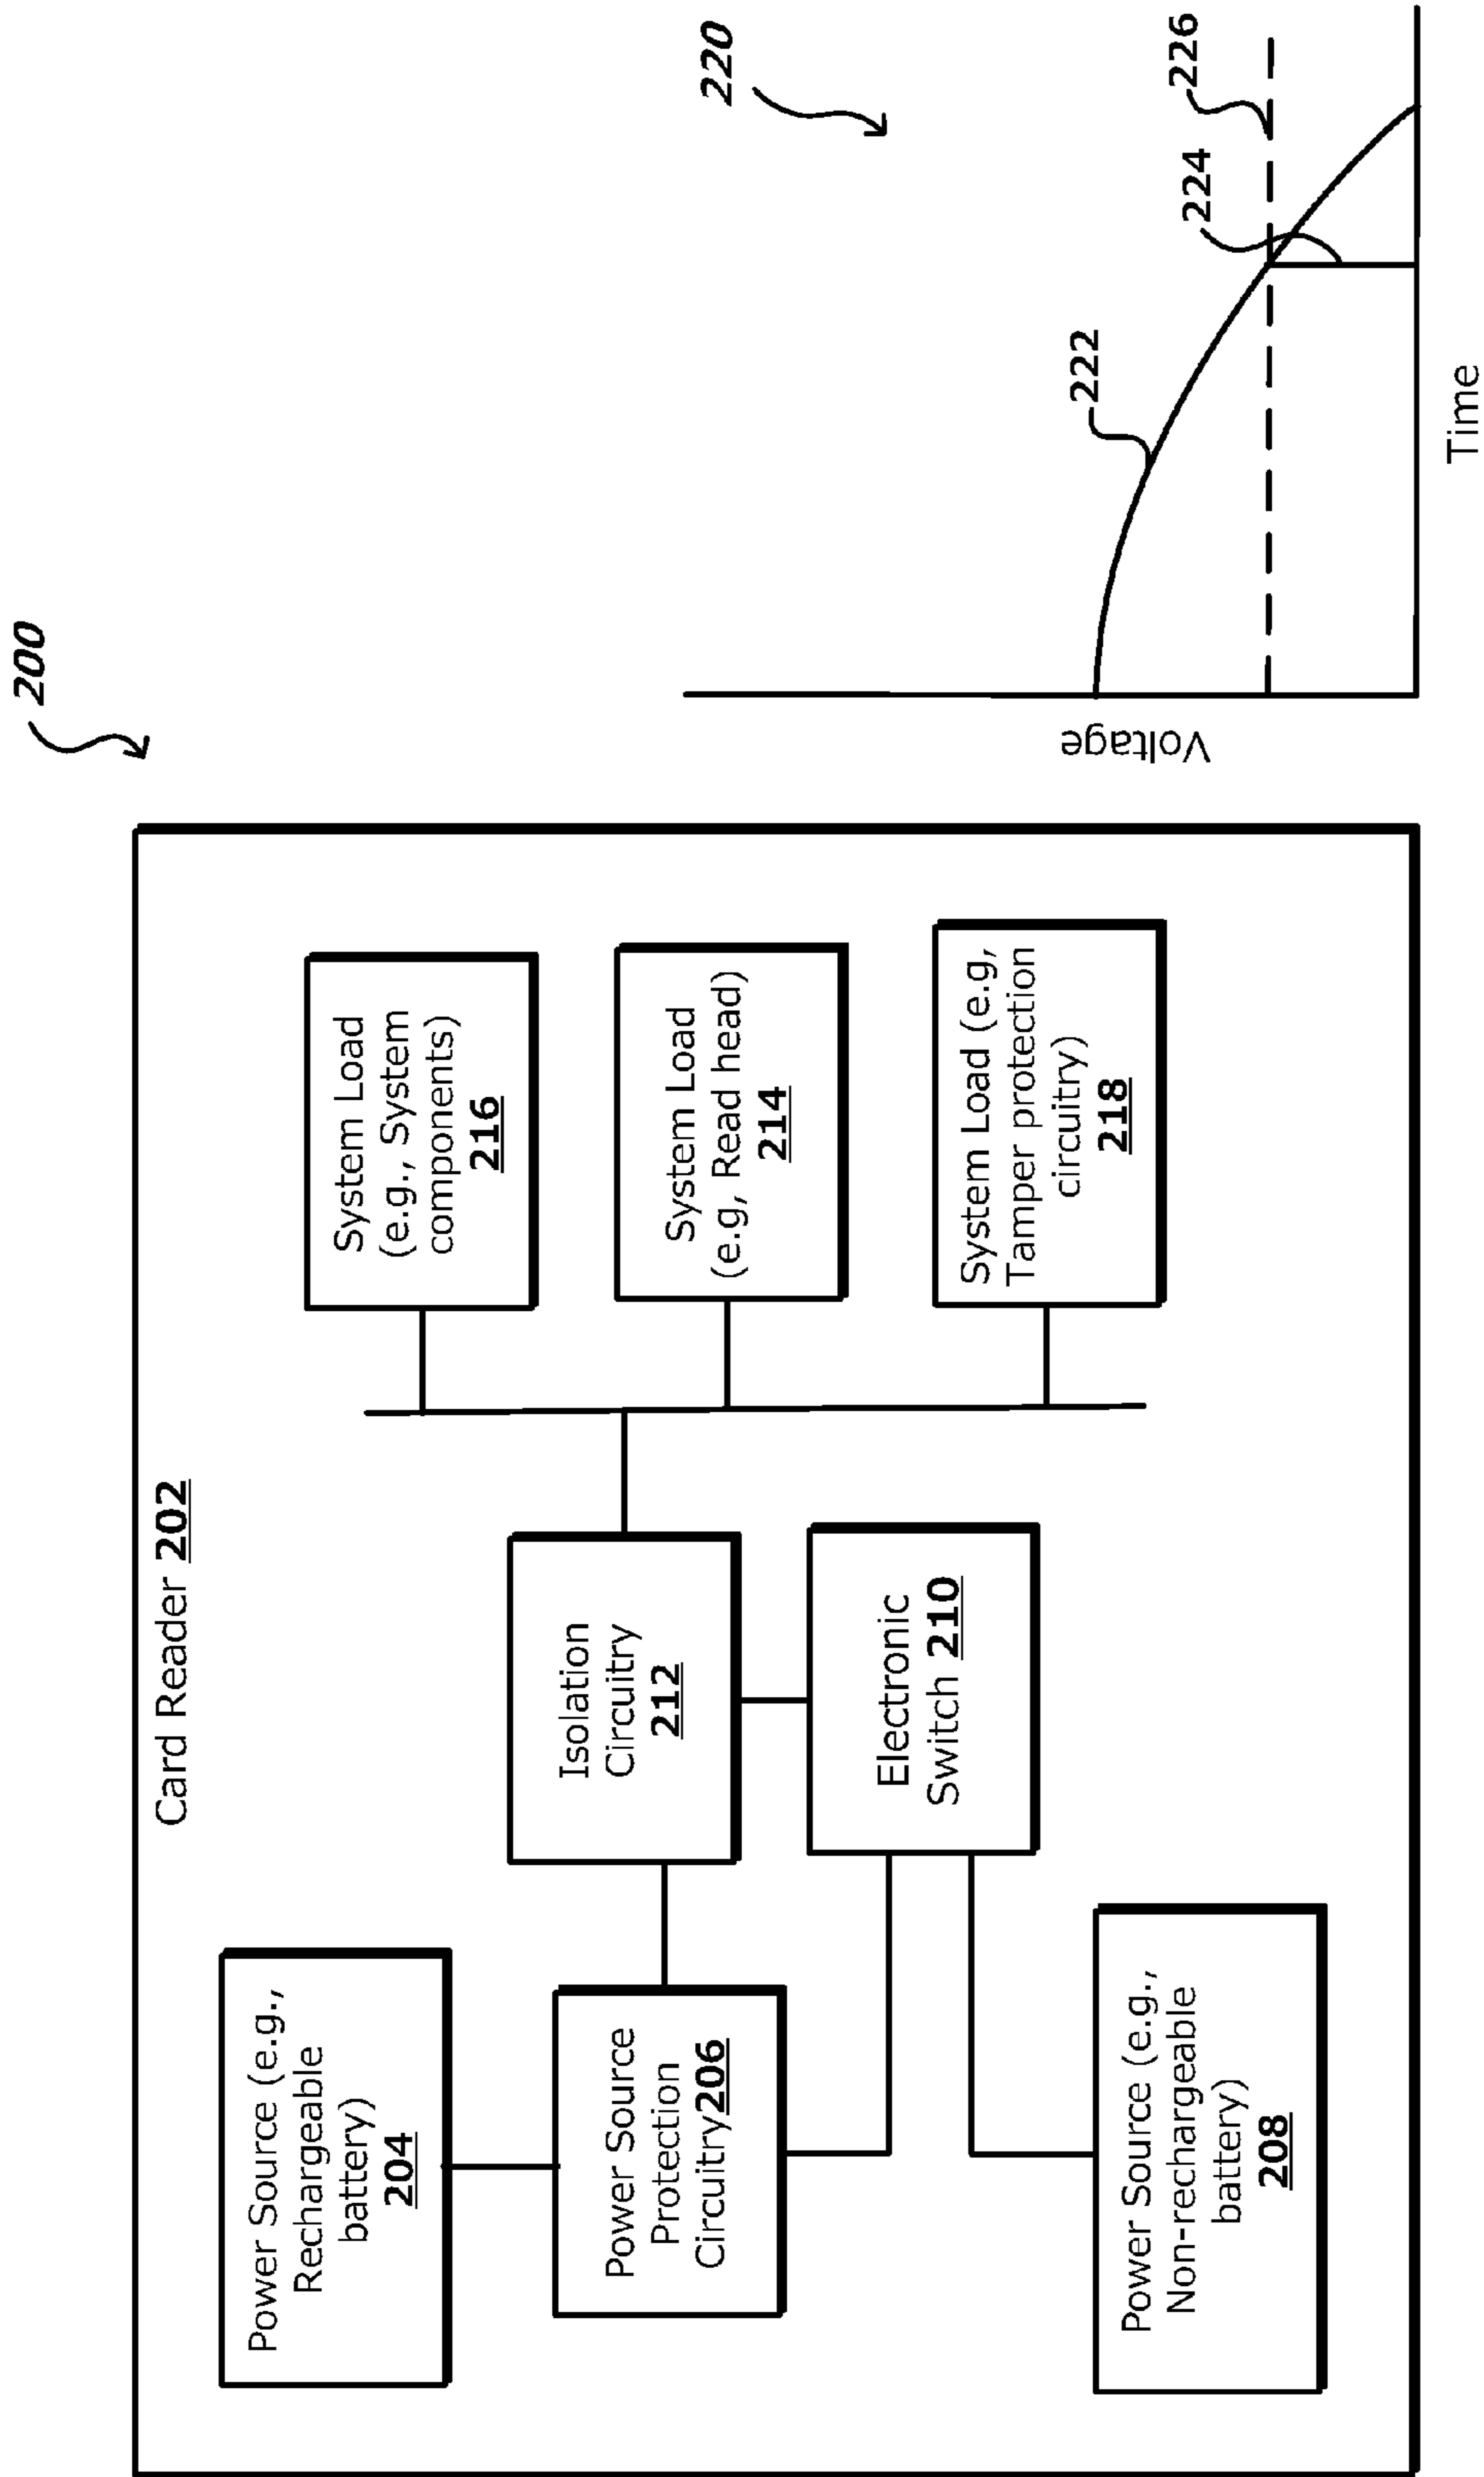 200
Card Reader 202
Power Source (e.g.,
Rechargeable
battery)
204
Power Source
Protection
Circuitry206
Power Source (e.g.,
Non-rechargeable
battery)
208
Isolation
Circuitry
212
Electronic
Switch 210
System Load
(e.g., System
components)
216
System Load
(e.g, Read head)
214
System Load (e.g,
Tamper protection
circuitry)
218
220
222
224
226
Voltage
Time